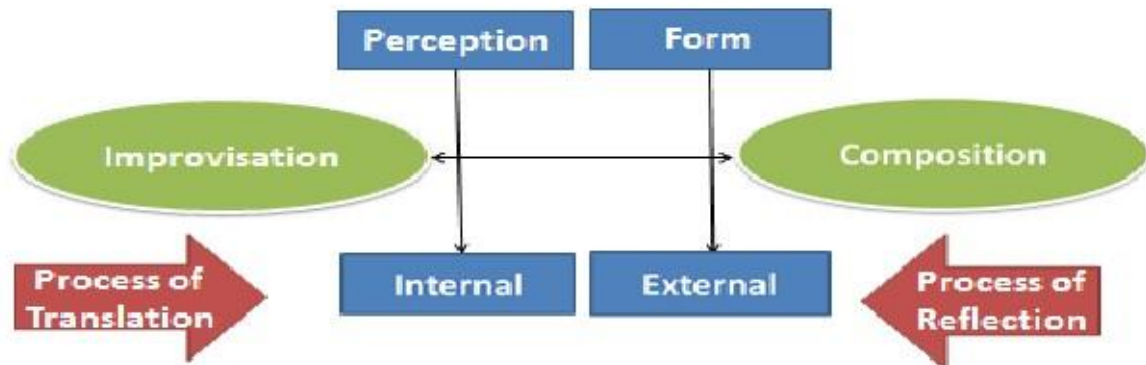 Perception
Form
Improvisation
Composition
Internal
External
Process of
Translation
Process of
Reflection